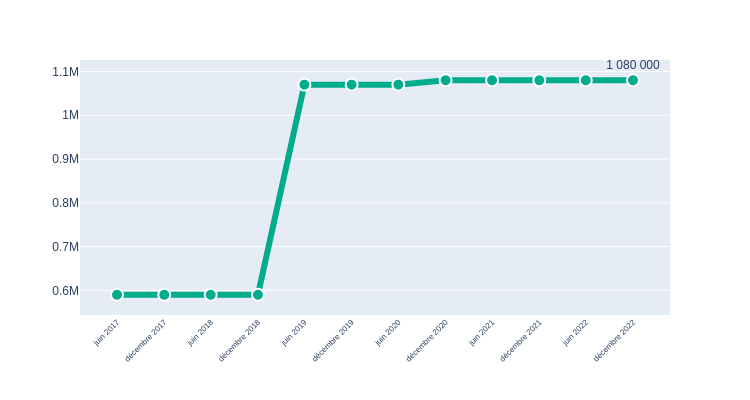 1 080 000
1.1M
1M
0.9M
0.8M
0.7M
0.6M
juin 2017
décembre 2017
juin 2018
décembre 2018
juin 2019
décembre 2019
juin 2020
décembre 2020
juin 2021
décembre 2021
juin 2022
décembre 2022